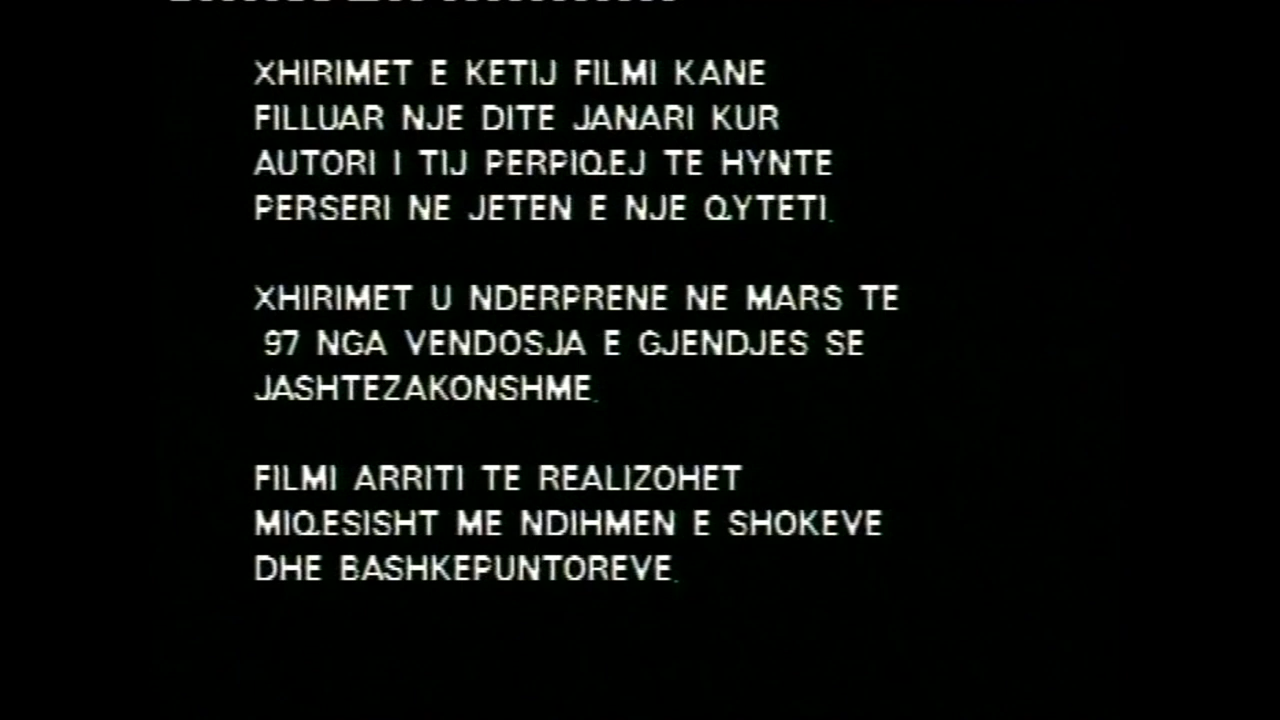 XHIRIMET E KETIJ FILMI KANE
FILLUAR NJE DITE JANARI KUR
AUTORI I TIJ PERPIQEJ TE HYNTE
PERSERI NE JETEN E NJE QYTETI.
XHIRIMET U NDERPRENE NE MARS TE
97 NGA VENDOSJA E GJENDJES SE
JASHTEZAKONSHME.
FILMI ARRITI TE REALIZOHET
MIQESISHT ME NDIHMEN E SHOKEVE
DHE BASHKEPUNTOREVE.